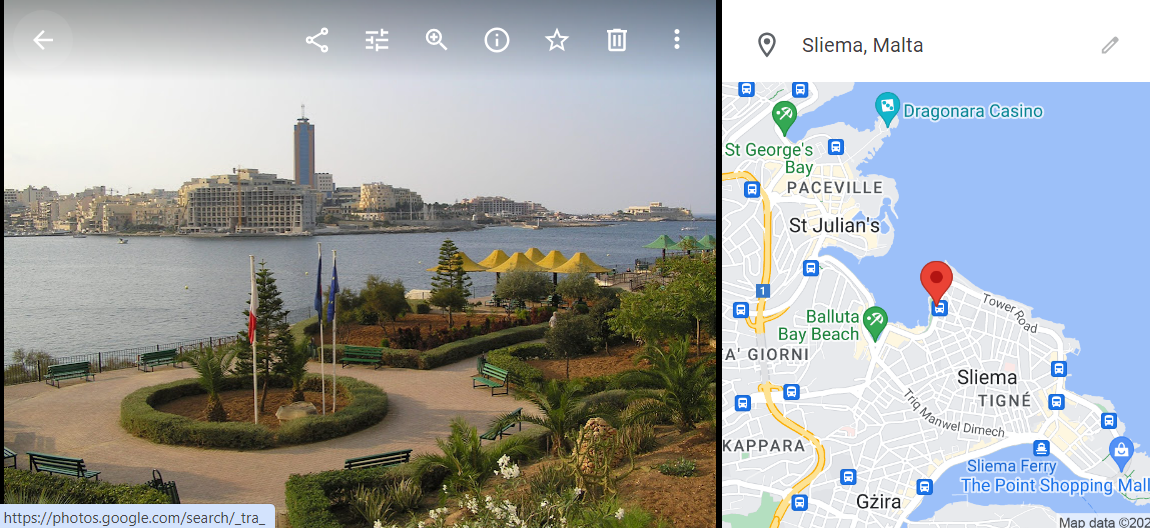 Sliema, Malta
Dragonara Casino
St George's
Bay
PACEVILLE
St Julian's
1
Tower Road
Balluta
Bay Beach
TA' GIORNI
Sliema
TIGNÉ
Triq Manwel Dimech
KAPPARA
Sliema Ferry
The Point Shopping Mall
Gżira
https://photos.google.com/search/_tra_
Map data ©202